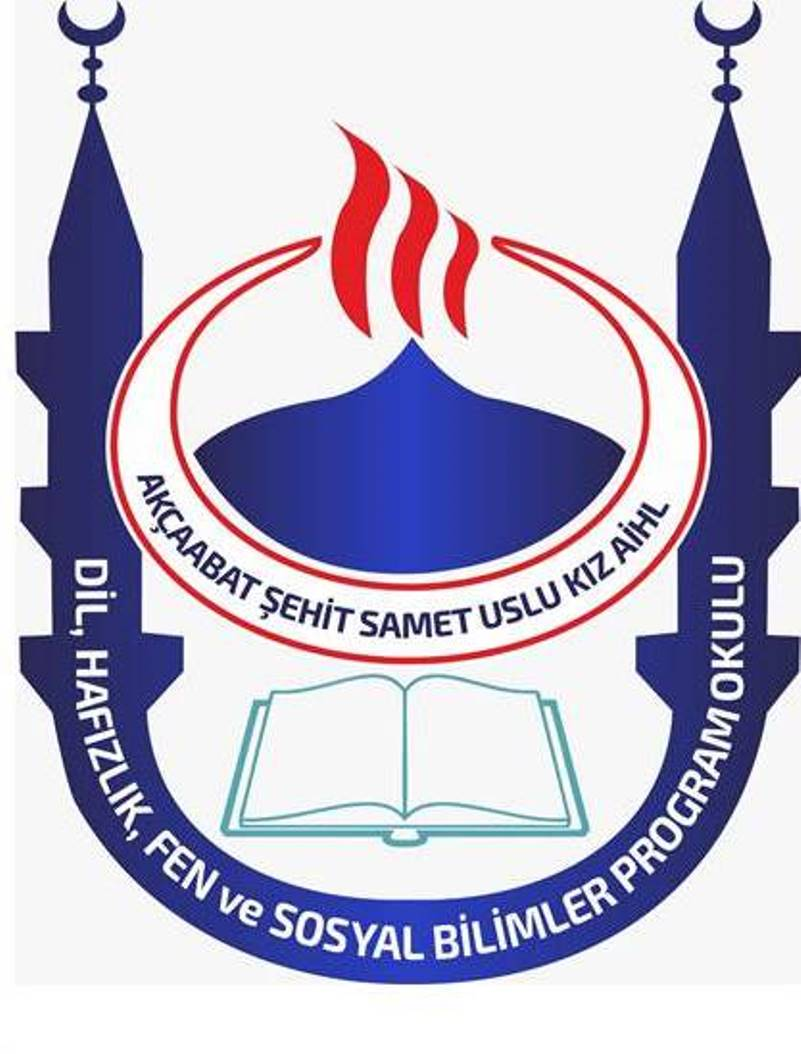 AKÇAABAT ŞEHİT SAMET USLU KIZ AİHL
DİL, HAFIZLIK, FEN ve SOSYAL BİLİMLER PROGRAM OKULU